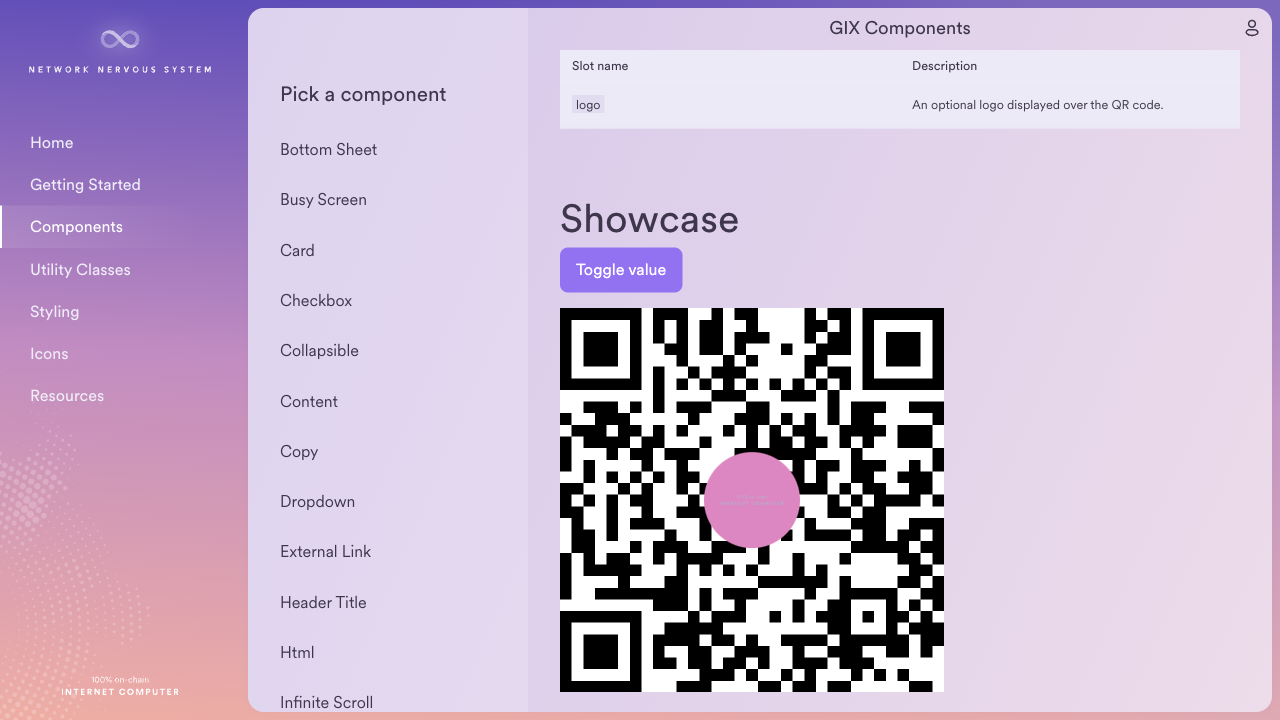 NETWORK NERVOUS SYSTEM
Home
Getting Started
Components
Utility Classes
Styling
Icons
Resources
100% on-chain
INTERNET COMPUTER
Pick a component
Bottom Sheet
Busy Screen
Card
Checkbox
Collapsible
Content
Copy
Dropdown
External Link
Header Title
Html
Infinite Scroll
GIX Components
Slot name Description
logo An optional logo displayed over the QR code.
Showcase
Toggle value